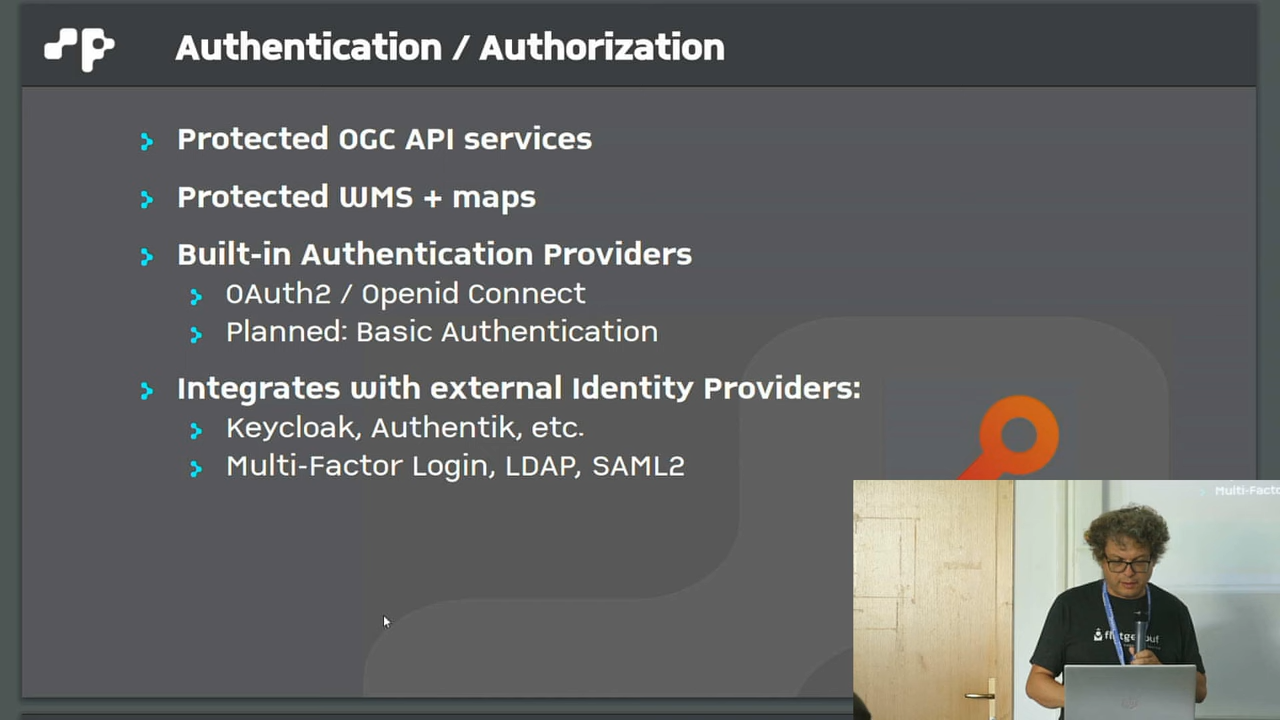 Authentication / Authorization
Protected OGC API services
Protected WMS + maps
Built-in Authentication Providers
OAuth2 / Openid Connect
Planned: Basic Authentication
Integrates with external Identity Providers:
Keycloak, Authentik, etc.
Multi-Factor Login, LDAP, SAML2